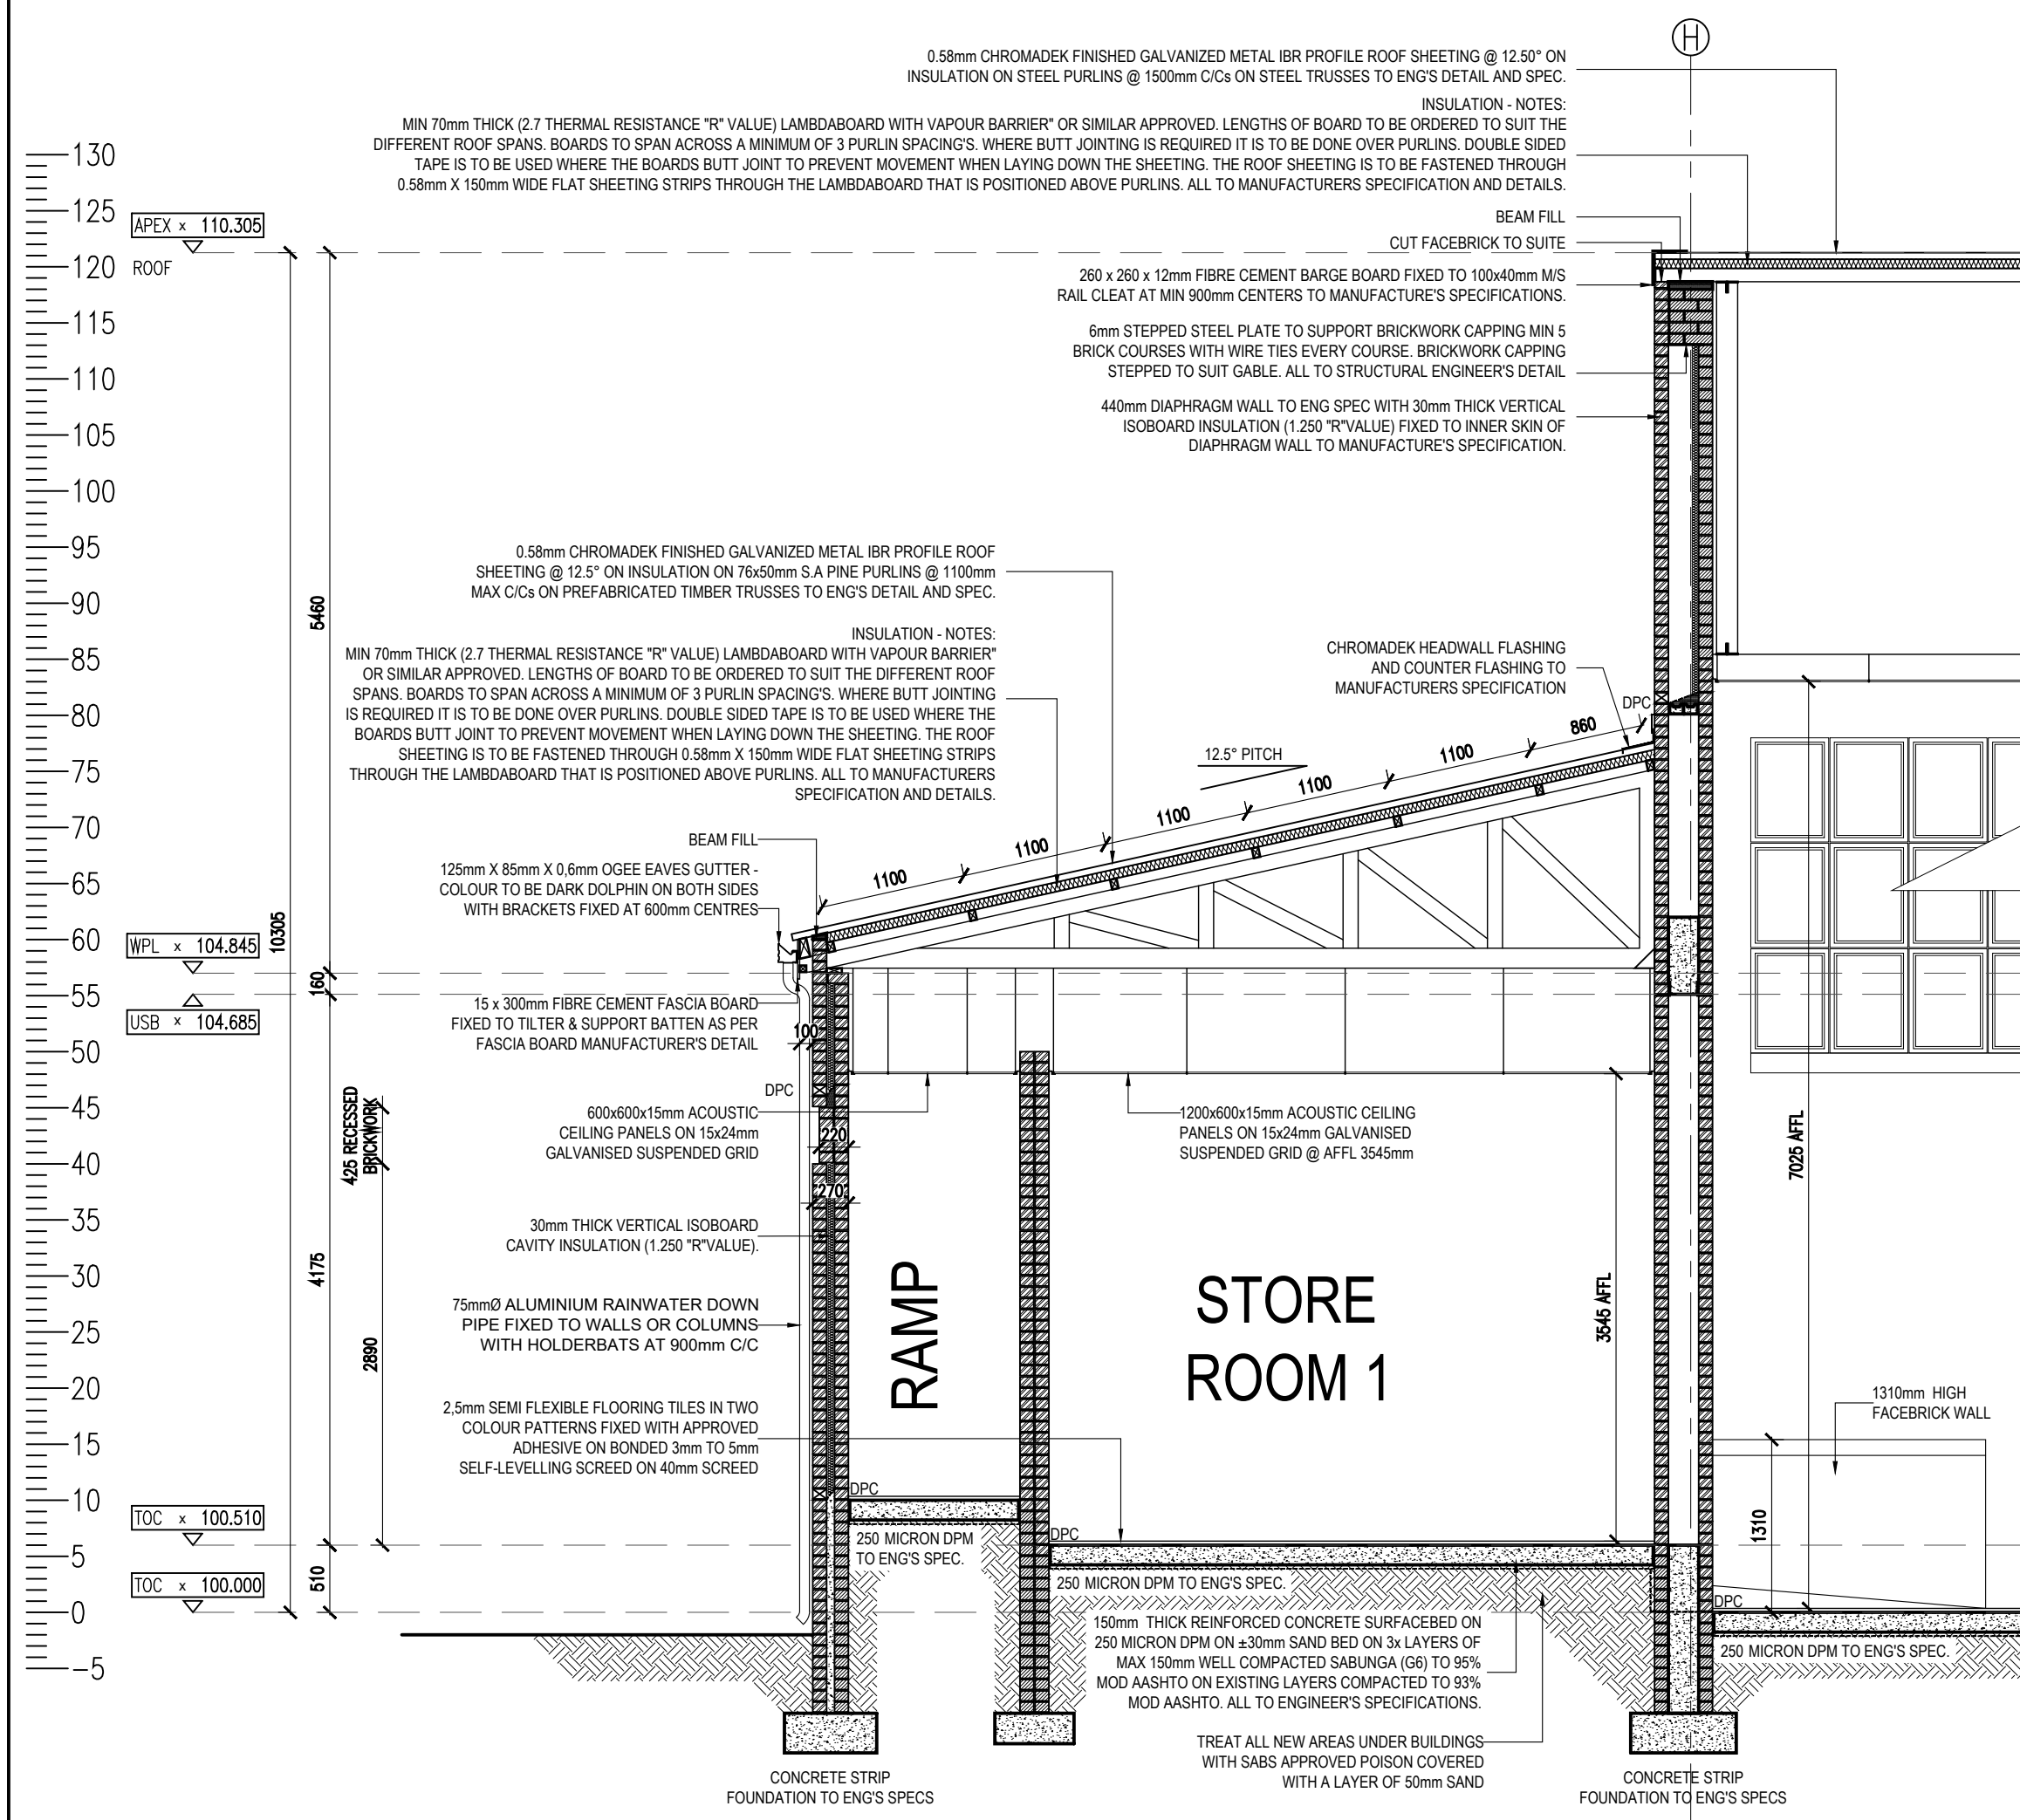 H
0.58mm CHROMADEK FINISHED GALVANIZED METAL IBR PROFILE ROOF SHEETING @ 12.50° ON
INSULATION ON STEEL PURLINS @ 1500mm C/Cs ON STEEL TRUSSES TO ENG'S DETAIL AND SPEC.
INSULATION - NOTES:
MIN 70mm THICK (2.7 THERMAL RESISTANCE "R" VALUE) LAMBDABOARD WITH VAPOUR BARRIER" OR SIMILAR APPROVED. LENGTHS OF BOARD TO BE ORDERED TO SUIT THE
DIFFERENT ROOF SPANS. BOARDS TO SPAN ACROSS A MINIMUM OF 3 PURLIN SPACING'S. WHERE BUTT JOINTING IS REQUIRED IT IS TO BE DONE OVER PURLINS. DOUBLE SIDED
TAPE IS TO BE USED WHERE THE BOARDS BUTT JOINT TO PREVENT MOVEMENT WHEN LAYING DOWN THE SHEETING. THE ROOF SHEETING IS TO BE FASTENED THROUGH
0.58mm X 150mm WIDE FLAT SHEETING STRIPS THROUGH THE LAMBDABOARD THAT IS POSITIONED ABOVE PURLINS. ALL TO MANUFACTURERS SPECIFICATION AND DETAILS.
BEAM FILL
CUT FACEBRICK TO SUITE
260 x 260 x 12mm FIBRE CEMENT BARGE BOARD FIXED TO 100x40mm M/S
RAIL CLEAT AT MIN 900mm CENTERS TO MANUFACTURE'S SPECIFICATIONS.
6mm STEPPED STEEL PLATE TO SUPPORT BRICKWORK CAPPING MIN 5
BRICK COURSES WITH WIRE TIES EVERY COURSE. BRICKWORK CAPPING
STEPPED TO SUIT GABLE. ALL TO STRUCTURAL ENGINEER'S DETAIL
440mm DIAPHRAGM WALL TO ENG SPEC WITH 30mm THICK VERTICAL
ISOBOARD INSULATION (1.250 "R"VALUE) FIXED TO INNER SKIN OF
DIAPHRAGM WALL TO MANUFACTURE'S SPECIFICATION.
130
125
120
115
110
105
100
95
90
85
80
75
70
65
60
55
50
45
40
35
30
25
20
15
10
5
0
-5
APEX x 110.305
ROOF
WPL x 104.845
USB x 104.685
TOC x 100.510
TOC x 100.000
10305
5460
160
4175
510
425 RECESSED
BRICKWORK
2890
0.58mm CHROMADEK FINISHED GALVANIZED METAL IBR PROFILE ROOF
SHEETING @ 12.5° ON INSULATION ON 76x50mm S.A PINE PURLINS @ 1100mm
MAX C/Cs ON PREFABRICATED TIMBER TRUSSES TO ENG'S DETAIL AND SPEC.
INSULATION - NOTES:
MIN 70mm THICK (2.7 THERMAL RESISTANCE "R" VALUE) LAMBDABOARD WITH VAPOUR BARRIER"
OR SIMILAR APPROVED. LENGTHS OF BOARD TO BE ORDERED TO SUIT THE DIFFERENT ROOF
SPANS. BOARDS TO SPAN ACROSS A MINIMUM OF 3 PURLIN SPACING'S. WHERE BUTT JOINTING
IS REQUIRED IT IS TO BE DONE OVER PURLINS. DOUBLE SIDED TAPE IS TO BE USED WHERE THE
BOARDS BUTT JOINT TO PREVENT MOVEMENT WHEN LAYING DOWN THE SHEETING. THE ROOF
SHEETING IS TO BE FASTENED THROUGH 0.58mm X 150mm WIDE FLAT SHEETING STRIPS
THROUGH THE LAMBDABOARD THAT IS POSITIONED ABOVE PURLINS. ALL TO MANUFACTURERS
SPECIFICATION AND DETAILS.
CHROMADEK HEADWALL FLASHING
AND COUNTER FLASHING TO
MANUFACTURERS SPECIFICATION
DPC
12.5° PITCH
1100
1100
1100
1100
1100
860
BEAM FILL
125mm X 85mm X 0,6mm OGEE EAVES GUTTER -
COLOUR TO BE DARK DOLPHIN ON BOTH SIDES
WITH BRACKETS FIXED AT 600mm CENTRES
15 x 300mm FIBRE CEMENT FASCIA BOARD
FIXED TO TILTER & SUPPORT BATTEN AS PER
FASCIA BOARD MANUFACTURER'S DETAIL
100
DPC
600x600x15mm ACOUSTIC
CEILING PANELS ON 15x24mm
GALVANISED SUSPENDED GRID
220
270
1200x600x15mm ACOUSTIC CEILING
PANELS ON 15x24mm GALVANISED
SUSPENDED GRID @ AFFL 3545mm
7025 AFFL
30mm THICK VERTICAL ISOBOARD
CAVITY INSULATION (1.250 "R"VALUE).
75mmØ ALUMINIUM RAINWATER DOWN
PIPE FIXED TO WALLS OR COLUMNS
WITH HOLDERBATS AT 900mm C/C
RAMP
STORE
ROOM 1
3545 AFFL
2,5mm SEMI FLEXIBLE FLOORING TILES IN TWO
COLOUR PATTERNS FIXED WITH APPROVED
ADHESIVE ON BONDED 3mm TO 5mm
SELF-LEVELLING SCREED ON 40mm SCREED
1310mm HIGH
FACEBRICK WALL
1310
DPC
250 MICRON DPM
TO ENG'S SPEC.
DPC
250 MICRON DPM TO ENG'S SPEC.
DPC
250 MICRON DPM TO ENG'S SPEC.
150mm THICK REINFORCED CONCRETE SURFACEBED ON
250 MICRON DPM ON ±30mm SAND BED ON 3x LAYERS OF
MAX 150mm WELL COMPACTED SABUNGA (G6) TO 95%
MOD AASHTO ON EXISTING LAYERS COMPACTED TO 93%
MOD AASHTO. ALL TO ENGINEER'S SPECIFICATIONS.
TREAT ALL NEW AREAS UNDER BUILDINGS
WITH SABS APPROVED POISON COVERED
WITH A LAYER OF 50mm SAND
CONCRETE STRIP
FOUNDATION TO ENG'S SPECS
CONCRETE STRIP
FOUNDATION TO ENG'S SPECS